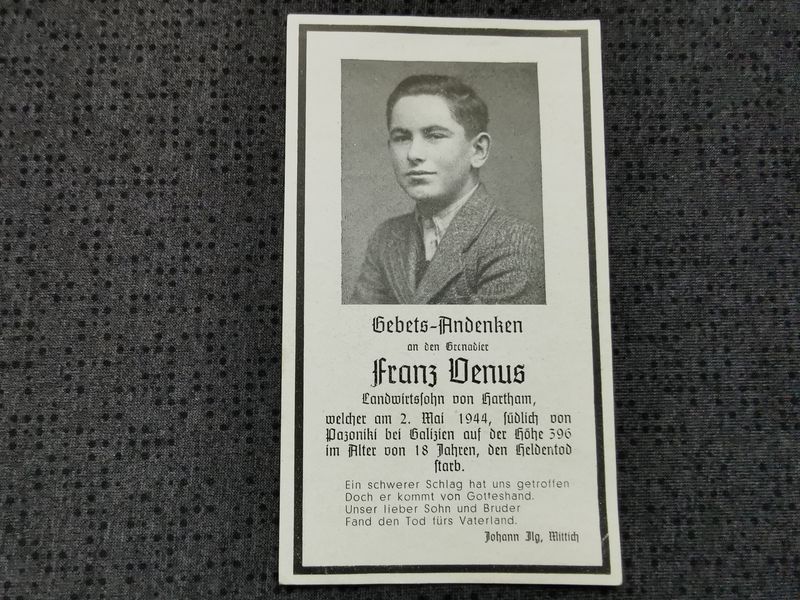 Gebets-Andenken
an den Grenadier
Franz Venus
Landwirtssohn von Hartham,
welcher am 2. Mai 1944, südlich von
Pazoniki bei Galizien auf der Höhe 396
im Alter von 18 Jahren, den Heldentod
starb.
Ein schwerer Schlag hat uns getroffen
Doch er kommt von Gotteshand.
Unser lieber Sohn und Bruder
Fand den Tod fürs Vaterland.
Johann Ilg, Mittich